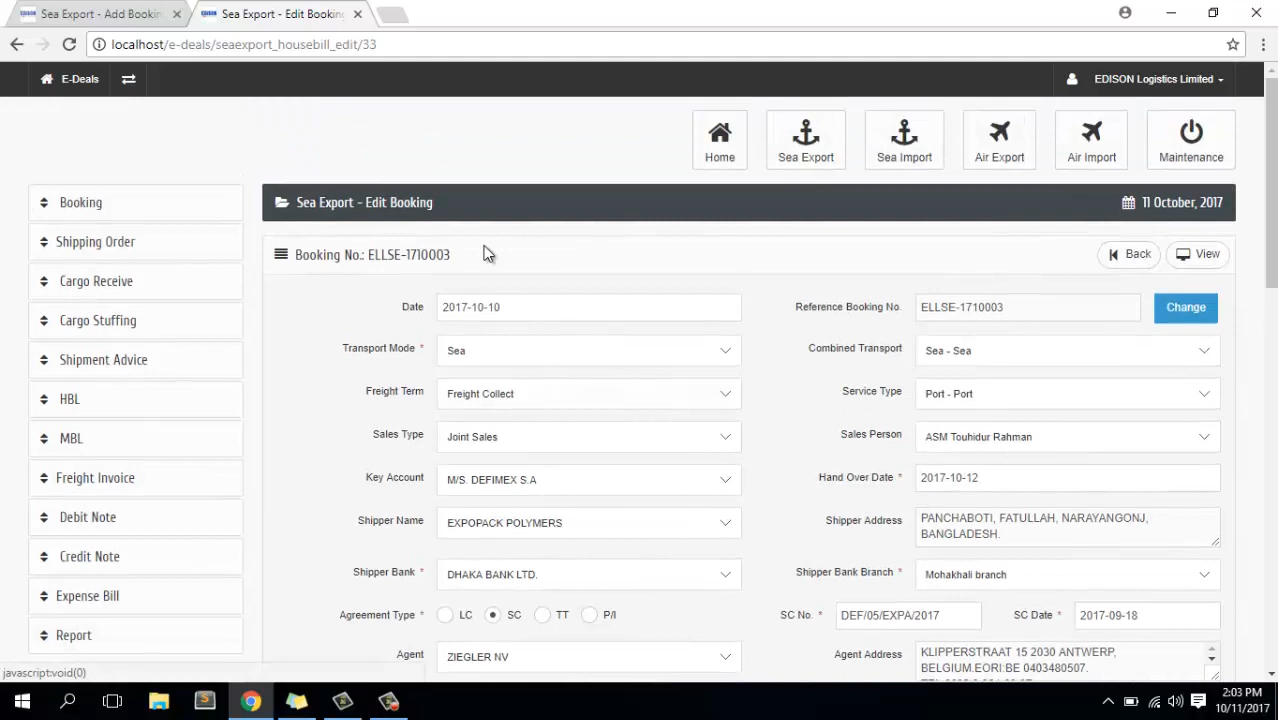 Sea Export - Add Bookin
Sea Export - Edit Booking
localhost/e-deals/seaexport_housebill_edit/33
E-Deals
EDISON Logistics Limited
Home
Sea Export
Sea Import
Air Export
Air Import
Maintenance
Booking
Shipping Order
Cargo Receive
Cargo Stuffing
Shipment Advice
HBL
MBL
Freight Invoice
Debit Note
Credit Note
Expense Bill
Report
Sea Export - Edit Booking
11 October, 2017
Booking No.: ELLSE-1710003
Back
View
Date 2017-10-10
Reference Booking No. ELLSE-1710003 Change
Transport Mode * Sea
Combined Transport Sea - Sea
Freight Term Freight Collect
Service Type Port - Port
Sales Type Joint Sales
Sales Person ASM Touhidur Rahman
Key Account M/S. DEFIMEX S.A
Hand Over Date * 2017-10-12
Shipper Name EXPOPACK POLYMERS
Shipper Address PANCHABOTI, FATULLAH, NARAYANGONJ,
BANGLADESH.
Shipper Bank * DHAKA BANK LTD.
Shipper Bank Branch * Mohakhali branch
Agreement Type * LC SC TT P/I
SC No. * DEF/05/EXPA/2017 SC Date * 2017-09-18
Agent ZIEGLER NV
Agent Address KLIPPERSTRAAT 15 2030 ANTWERP,
BELGIUM.EORI:BE 0403480507.
javascript:void(0)
2:03 PM
10/11/2017